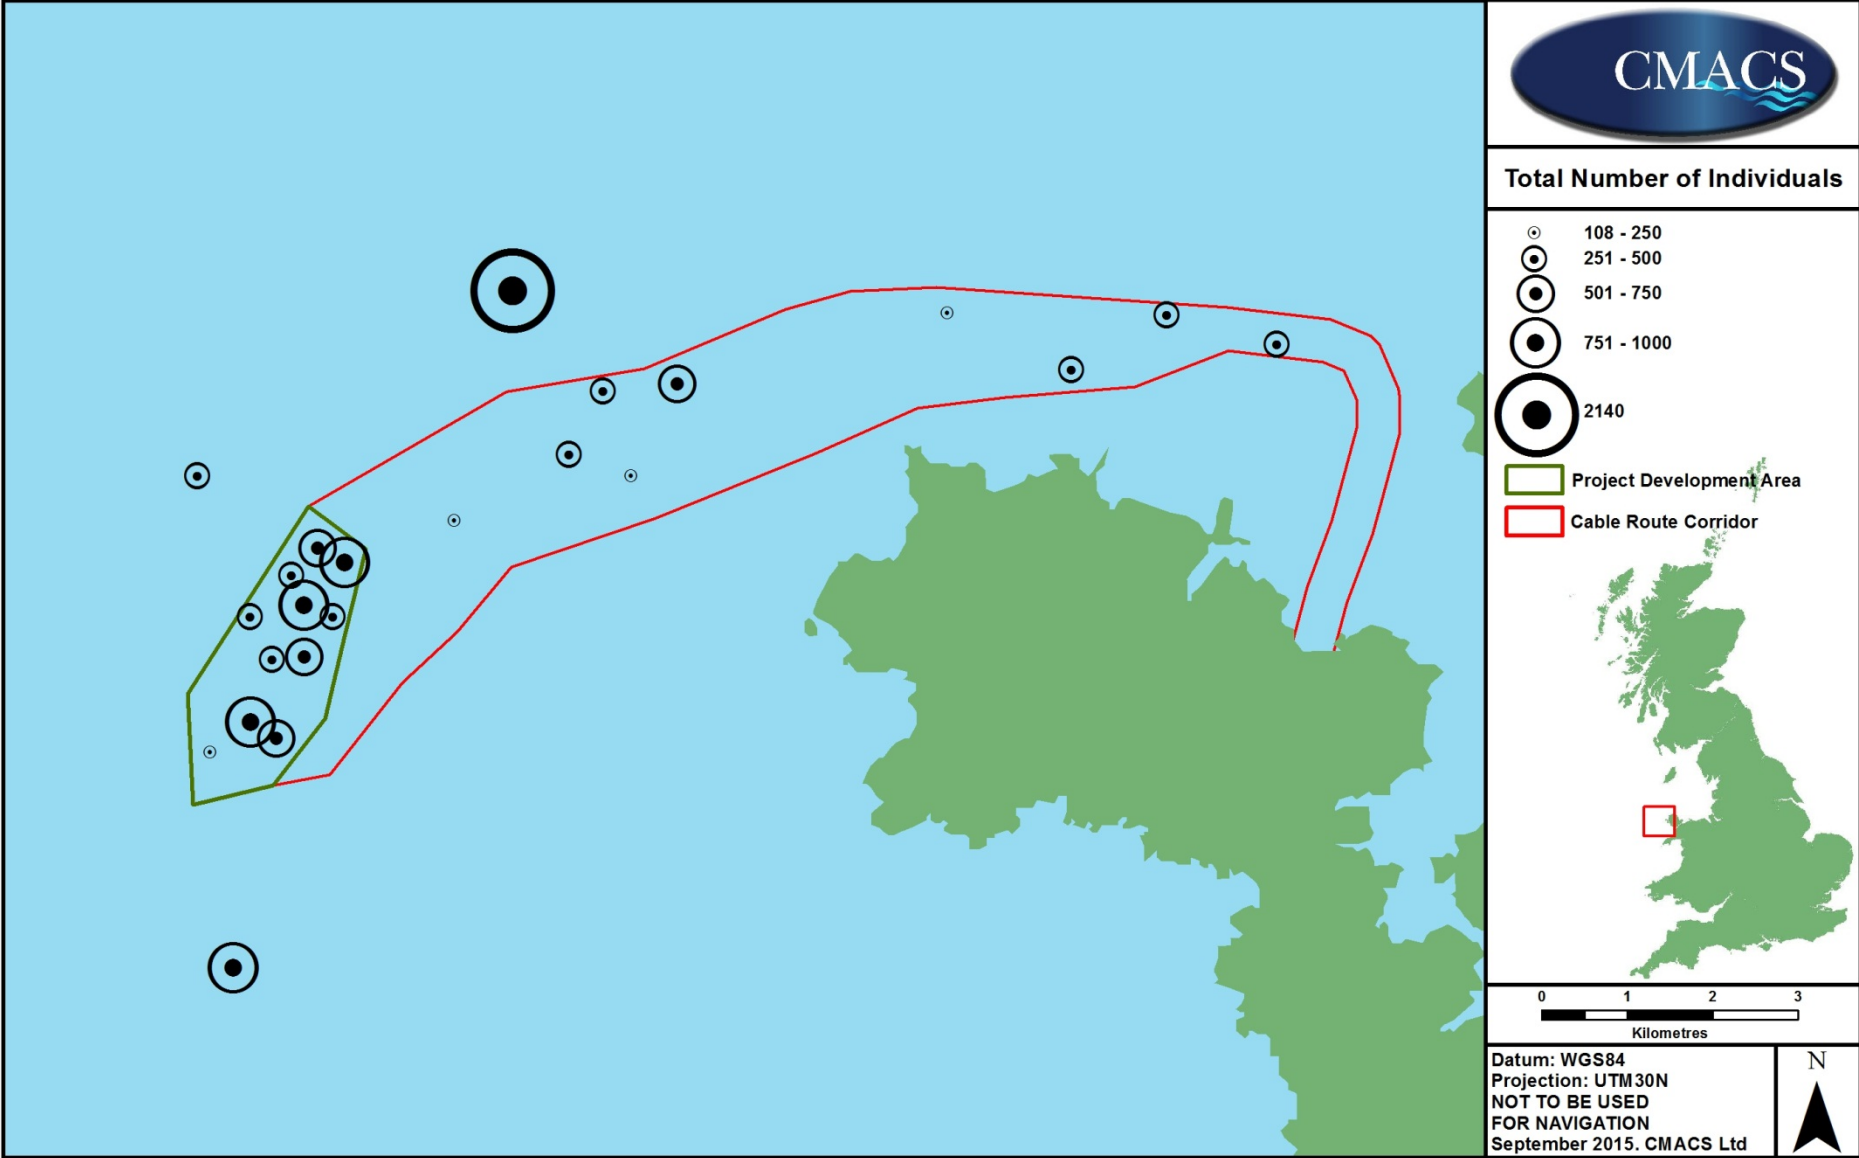 CMACS
Total Number of Individuals
108 - 250
251 - 500
501 - 750
751 - 1000
2140
Project Development Area
Cable Route Corridor
0 1 2 3
Kilometres
Datum: WGS84
Projection: UTM30N
NOT TO BE USED
FOR NAVIGATION
September 2015. CMACS Ltd
N